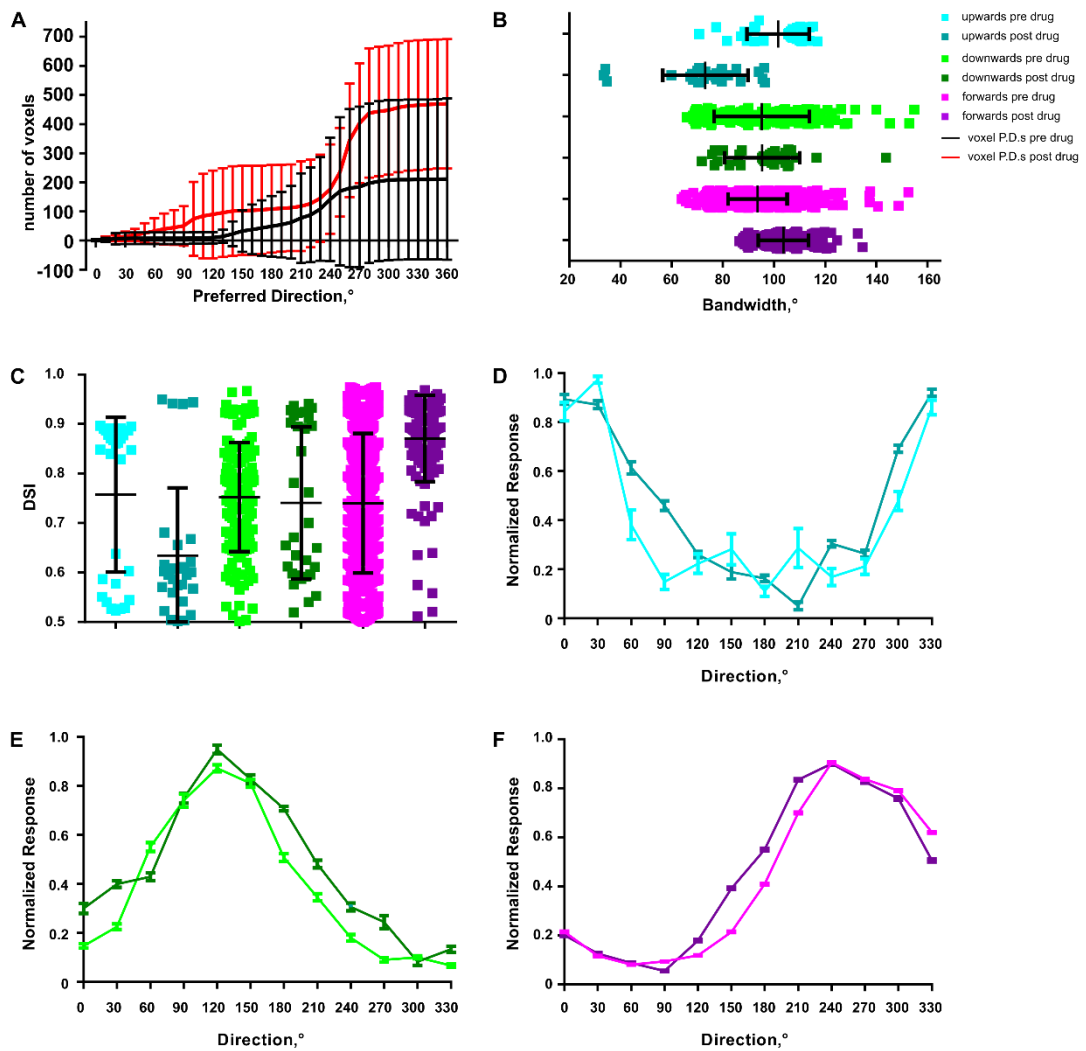 A
number of voxels
700
600
500
400
300
200
100
0
-100
0 30 60 90 120 150 180 210 240 270 300 330 360
Preferred Direction,°
B
20 40 60 80 100 120 140 160
Bandwidth,°
upwards pre drug
upwards post drug
downwards pre drug
downwards post drug
forwards pre drug
forwards post drug
voxel P.D.s pre drug
voxel P.D.s post drug
C
DSI
1.0
0.9
0.8
0.7
0.6
0.5
D
Normalized Response
1.0
0.8
0.6
0.4
0.2
0
0 30 60 90 120 150 180 210 240 270 300 330
Direction,°
E
Normalized Response
1.0
0.8
0.6
0.4
0.2
0
0 30 60 90 120 150 180 210 240 270 300 330
Direction,°
F
Normalized Response
1.0
0.8
0.6
0.4
0.2
0
0 30 60 90 120 150 180 210 240 270 300 330
Direction,°